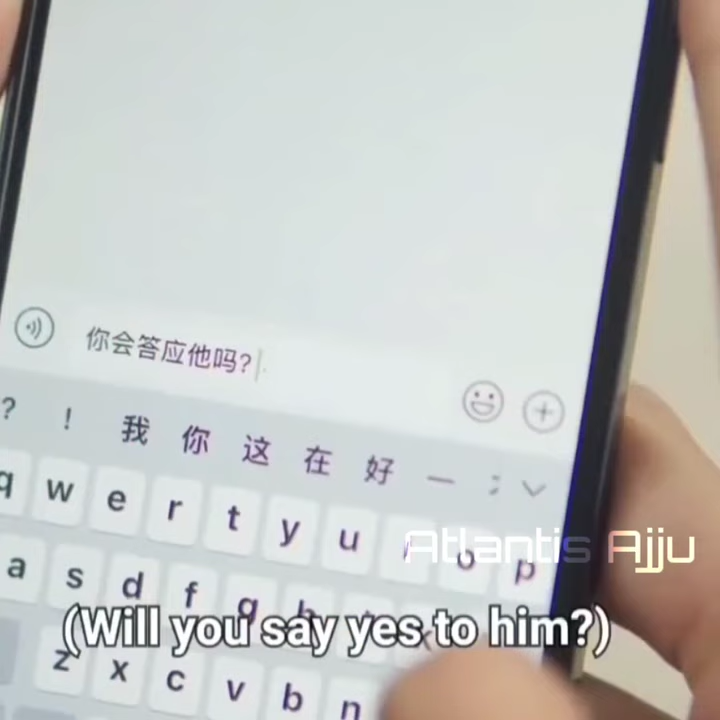 你会答应他吗?
? ! 我 你 这 在 好 一 ;
q w e r t y u o p
Atlantis Ajju
a s d f g h
(Will you say yes to him?)
z x c v b n